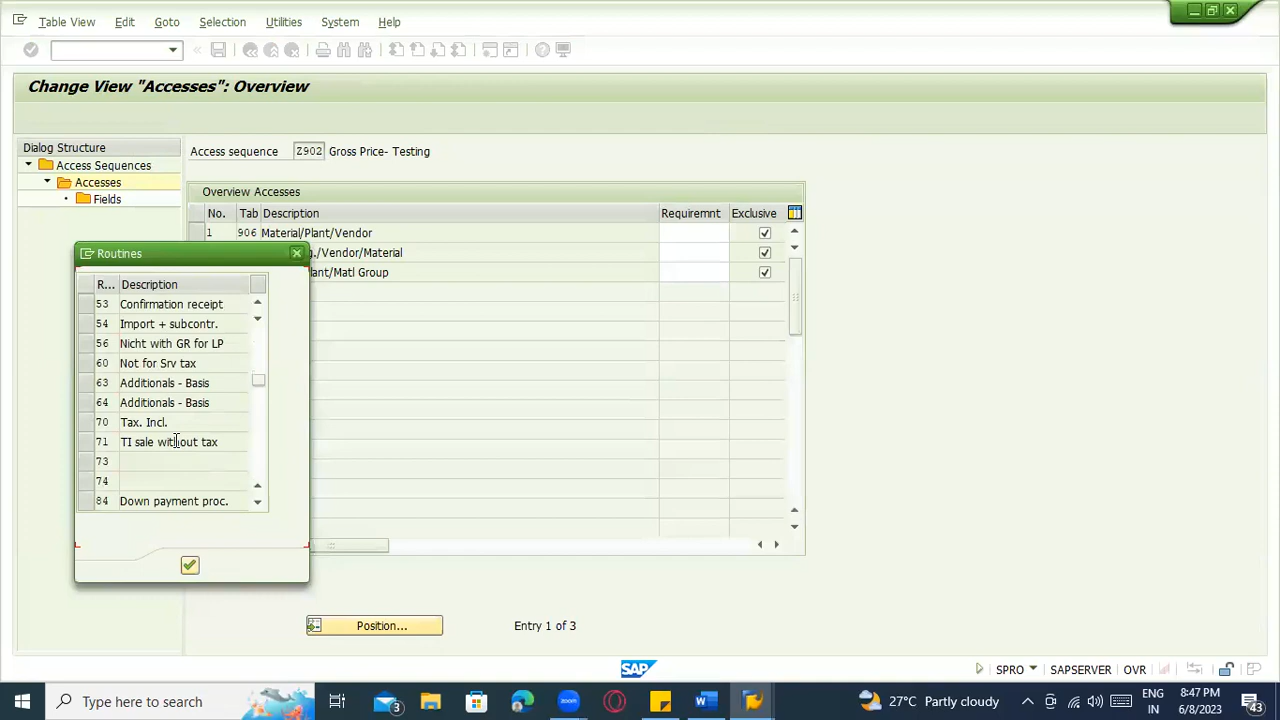 Table View Edit Goto Selection Utilities System Help
Change View "Accesses": Overview
Dialog Structure
Access Sequences
Accesses
Fields
Access sequence Z902 Gross Price- Testing
Overview Accesses
No. Tab Description Requiremnt Exclusive
1 906 Material/Plant/Vendor
g./Vendor/Material
lant/Matl Group
Routines
R... Description
53 Confirmation receipt
54 Import + subcontr.
56 Nicht with GR for LP
60 Not for Srv tax
63 Additionals - Basis
64 Additionals - Basis
70 Tax. Incl.
71 TI sale without tax
73
74
84 Down payment proc.
Position... Entry 1 of 3
SAP SPRO SAPSERVER OVR
Type here to search 3 27°C Partly cloudy ENG IN 8:47 PM 6/8/2023 43